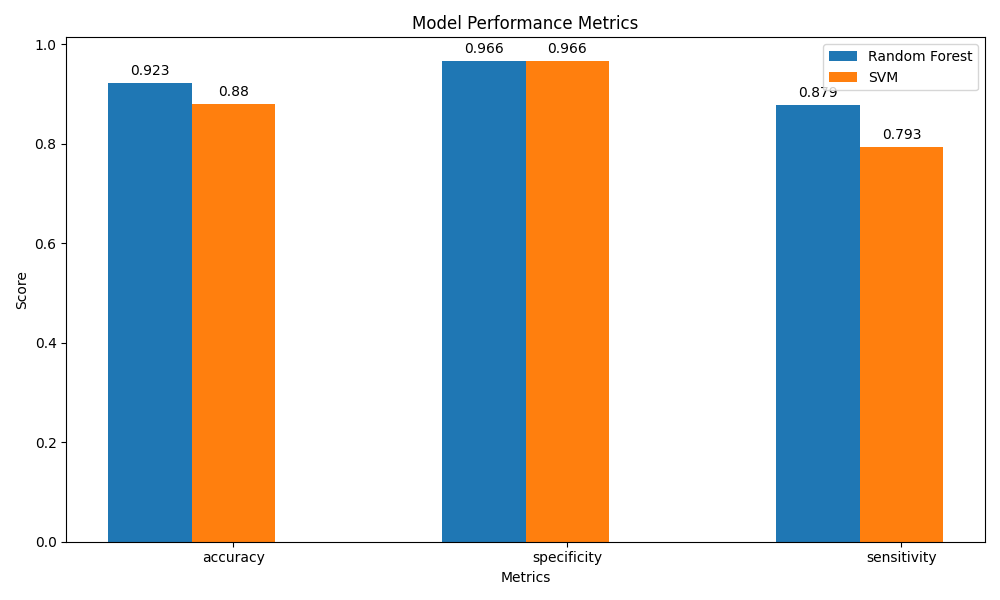 Model Performance Metrics
Random Forest
SVM
0.923
0.88
0.966
0.966
0.879
0.793
1.0
0.8
0.6
0.4
0.2
0.0
Score
accuracy
specificity
sensitivity
Metrics